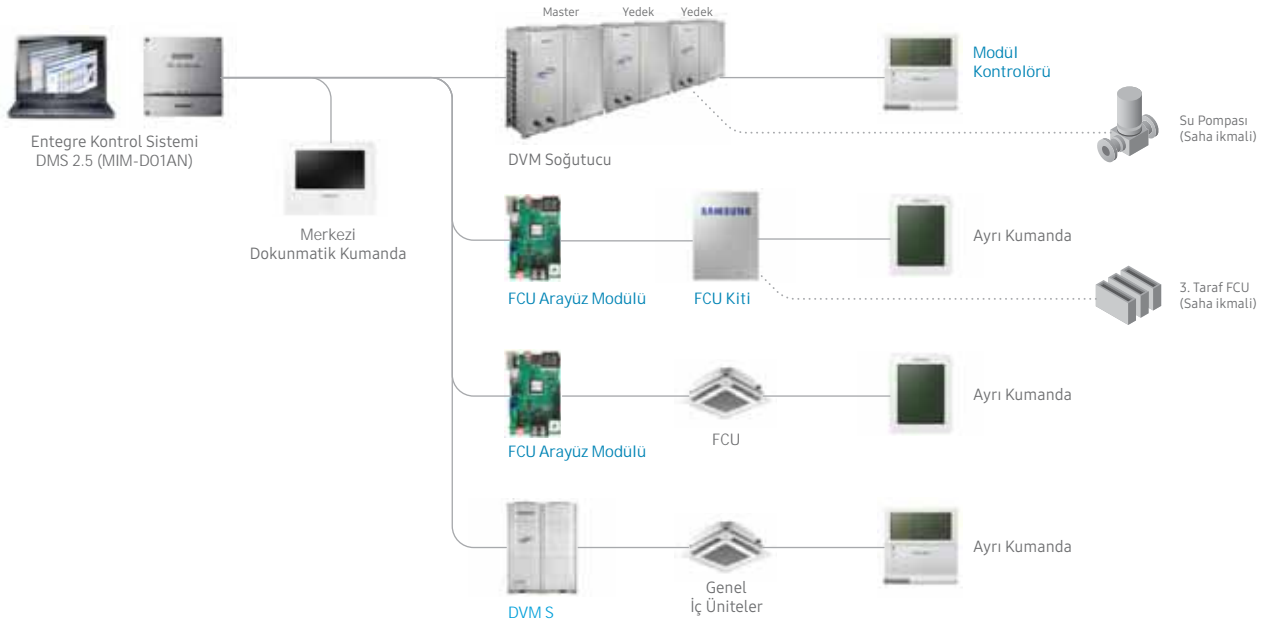 Master
Yedek
Yedek
Modül
Kontrolörü
Su Pompası
(Saha ikmali)
Entegre Kontrol Sistemi
DMS 2.5 (MIM-D01AN)
DVM Soğutucu
Merkezi
Dokunmatik Kumanda
SAMSUNG
Ayrı Kumanda
FCU Arayüz Modülü
FCU Kiti
3. Taraf FCU
(Saha ikmali)
Ayrı Kumanda
FCU
FCU Arayüz Modülü
Ayrı Kumanda
Genel
İç Üniteler
DVM S